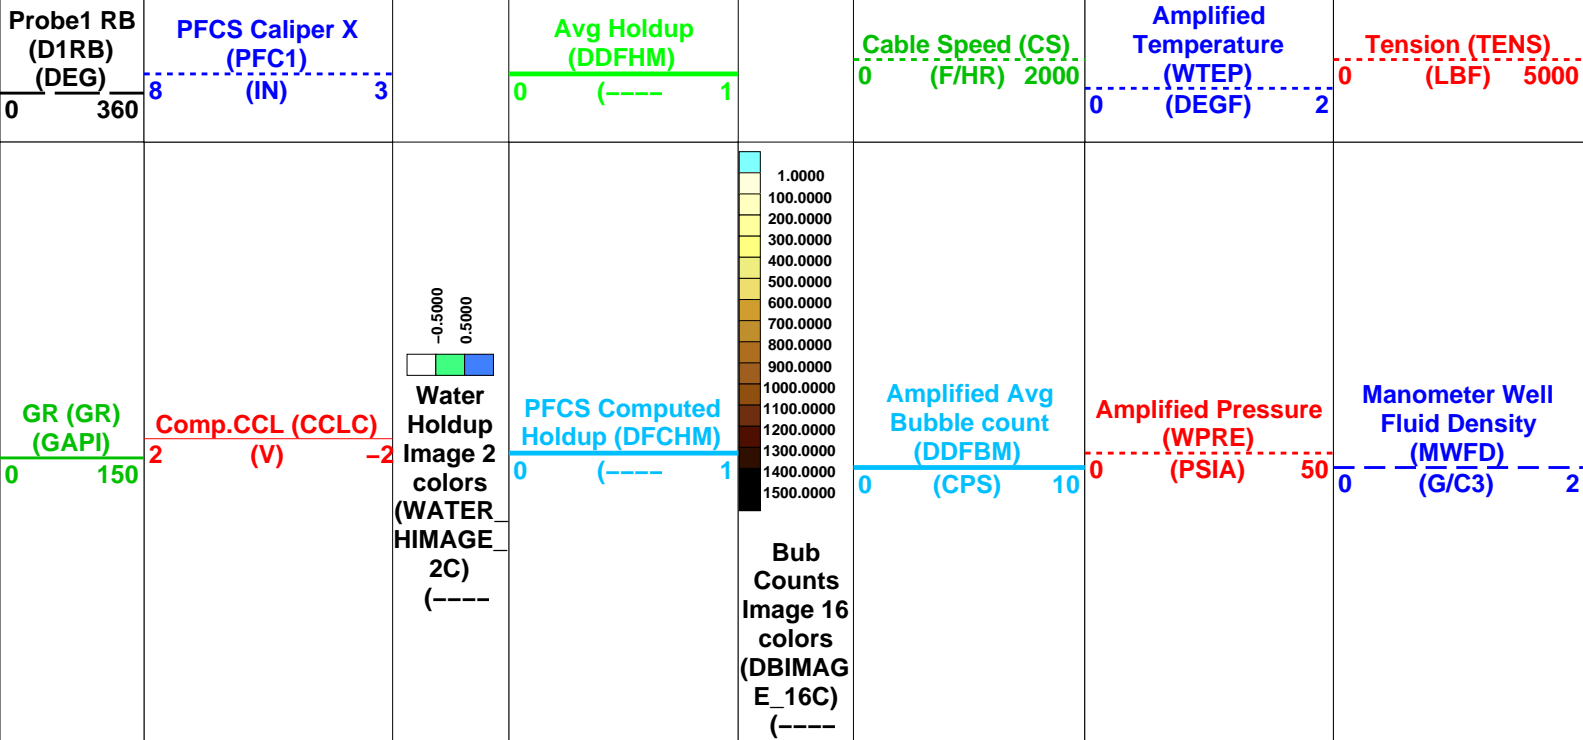 Probe1 RB
(D1RB)
(DEG)
0 360
PFCS Caliper X
(PFC1)
8 (IN) 3
Avg Holdup
(DDFHM)
0 (---- 1
Cable Speed (CS)
0 (F/HR) 2000
Amplified
Temperature
(WTEP)
0 (DEGF) 2
Tension (TENS)
0 (LBF) 5000
GR (GR)
(GAPI)
0 150
Comp.CCL (CCLC)
2 (V) -2
-0.5000
0.5000
Water
Holdup
Image 2
colors
(WATER_
HIMAGE_
2C)
(----
PFCS Computed
Holdup (DFCHM)
0 (---- 1
1.0000
100.0000
200.0000
300.0000
400.0000
500.0000
600.0000
700.0000
800.0000
900.0000
1000.0000
1100.0000
1200.0000
1300.0000
1400.0000
1500.0000
Bub
Counts
Image 16
colors
(DBIMAG
E_16C)
(----
Amplified Avg
Bubble count
(DDFBM)
0 (CPS) 10
Amplified Pressure
(WPRE)
0 (PSIA) 50
Manometer Well
Fluid Density
(MWFD)
0 (G/C3) 2